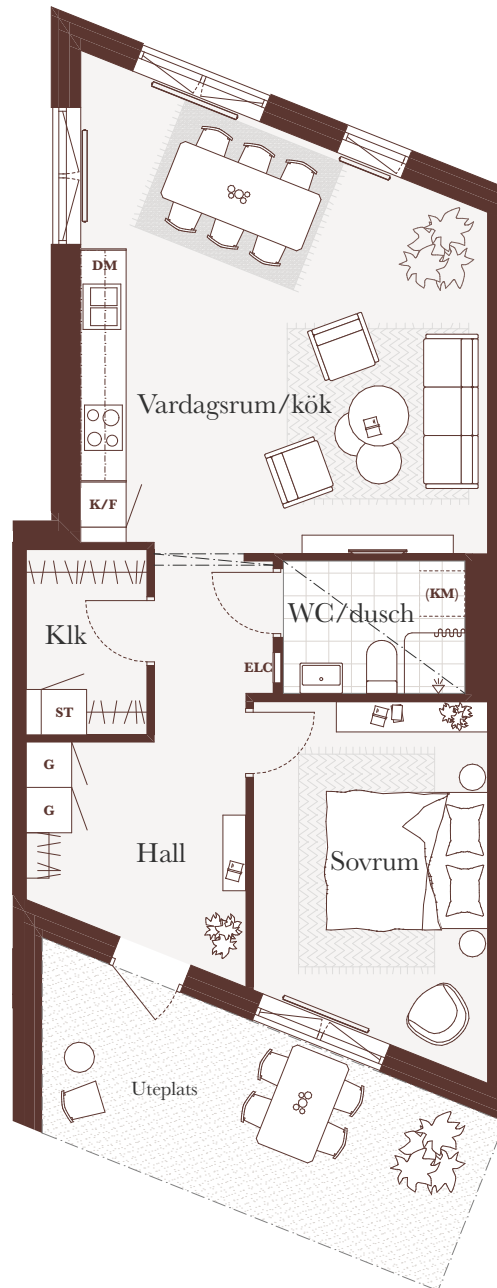 DM
Vardagsrum/kök
K/F
WC/dusch
(KM)
Klk
ELC
ST
G
G
Hall
Sovrum
Uteplats